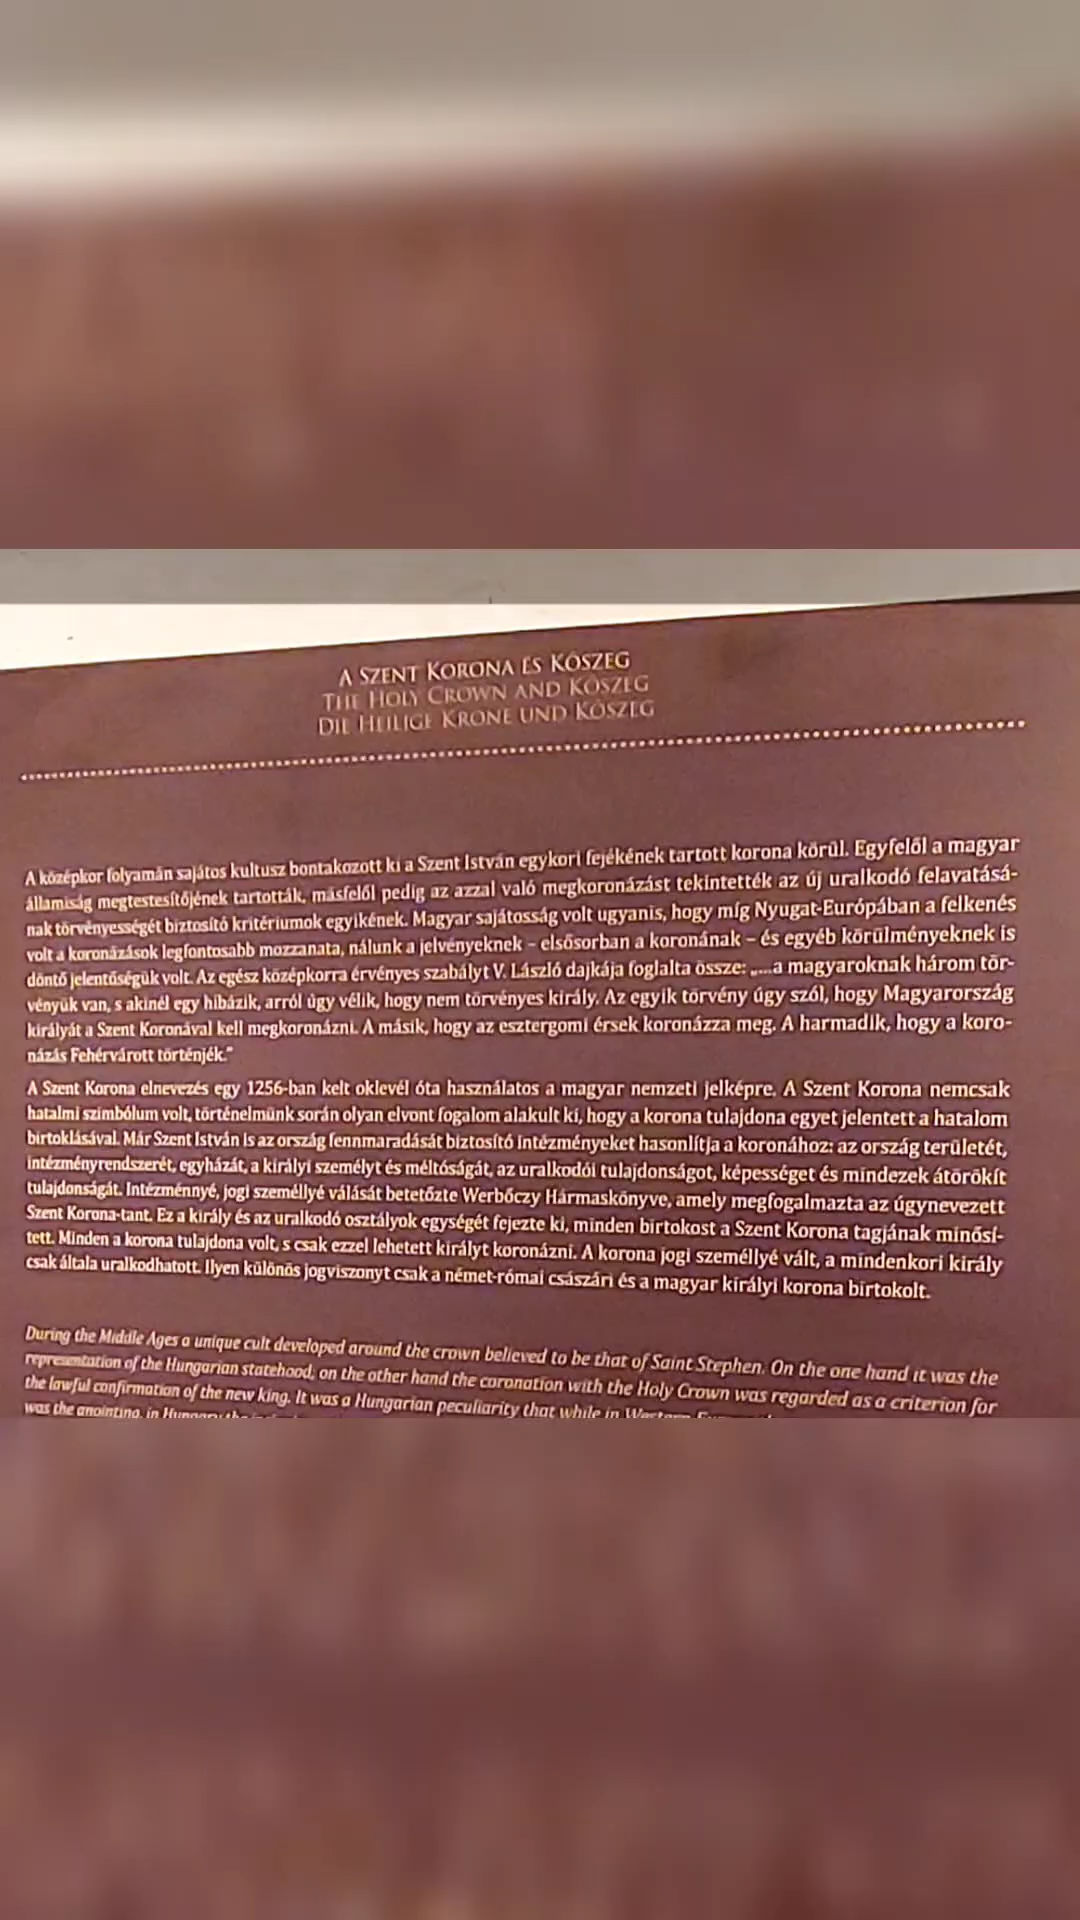 A SZENT KORONA ÉS KŐSZEG
THE HOLY CROWN AND KŐSZEG
DIE HEILIGE KRONE UND KŐSZEG
A középkor folyamán sajátos kultusz bontakozott ki a Szent István egykori fejékének tartott korona körül. Egyfelől a magyar
államiság megtestesítőjének tartották, másfelől pedig az azzal való megkoronázást tekintették az új uralkodó felavatásá-
nak törvényességét biztosító kritériumok egyikének. Magyar sajátosság volt ugyanis, hogy míg Nyugat-Európában a felkenés
volt a koronázások legfontosabb mozzanata, nálunk a jelvényeknek – elsősorban a koronának – és egyéb körülményeknek is
döntő jelentőségük volt. Az egész középkorra érvényes szabályt V. László dajkája foglalta össze: „...a magyaroknak három tör-
vényük van, s akinél egy hibázik, arról úgy vélik, hogy nem törvényes király. Az egyik törvény úgy szól, hogy Magyarország
királyát a Szent Koronával kell megkoronázni. A másik, hogy az esztergomi érsek koronázza meg. A harmadik, hogy a koro-
názás Fehérvárott történjék.”
A Szent Korona elnevezés egy 1256-ban kelt oklevél óta használatos a magyar nemzeti jelképre. A Szent Korona nemcsak
hatalmi szimbólum volt, történelmünk során olyan elvont fogalom alakult ki, hogy a korona tulajdona egyet jelentett a hatalom
birtoklásával. Már Szent István is az ország fennmaradását biztosító intézményeket hasonlítja a koronához: az ország területét,
intézményrendszerét, egyházát, a királyi személyt és méltóságát, az uralkodói tulajdonságot, képességet és mindezek átörökít
tulajdonságát. Intézménnyé, jogi személlyé válását betetőzte Werbőczy Hármaskönyve, amely megfogalmazta az úgynevezett
Szent Korona-tant. Ez a király és az uralkodó osztályok egységét fejezte ki, minden birtokost a Szent Korona tagjának minősí-
tett. Minden a korona tulajdona volt, s csak ezzel lehetett királyt koronázni. A korona jogi személlyé vált, a mindenkori király
csak általa uralkodhatott. Ilyen különös jogviszonyt csak a német-római császári és a magyar királyi korona birtokolt.
During the Middle Ages a unique cult developed around the crown believed to be that of Saint Stephen. On the one hand it was the
representation of the Hungarian statehood; on the other hand the coronation with the Holy Crown was regarded as a criterion for
the lawful confirmation of the new king. It was a Hungarian peculiarity that while in Western
was the anointing, in Hungary